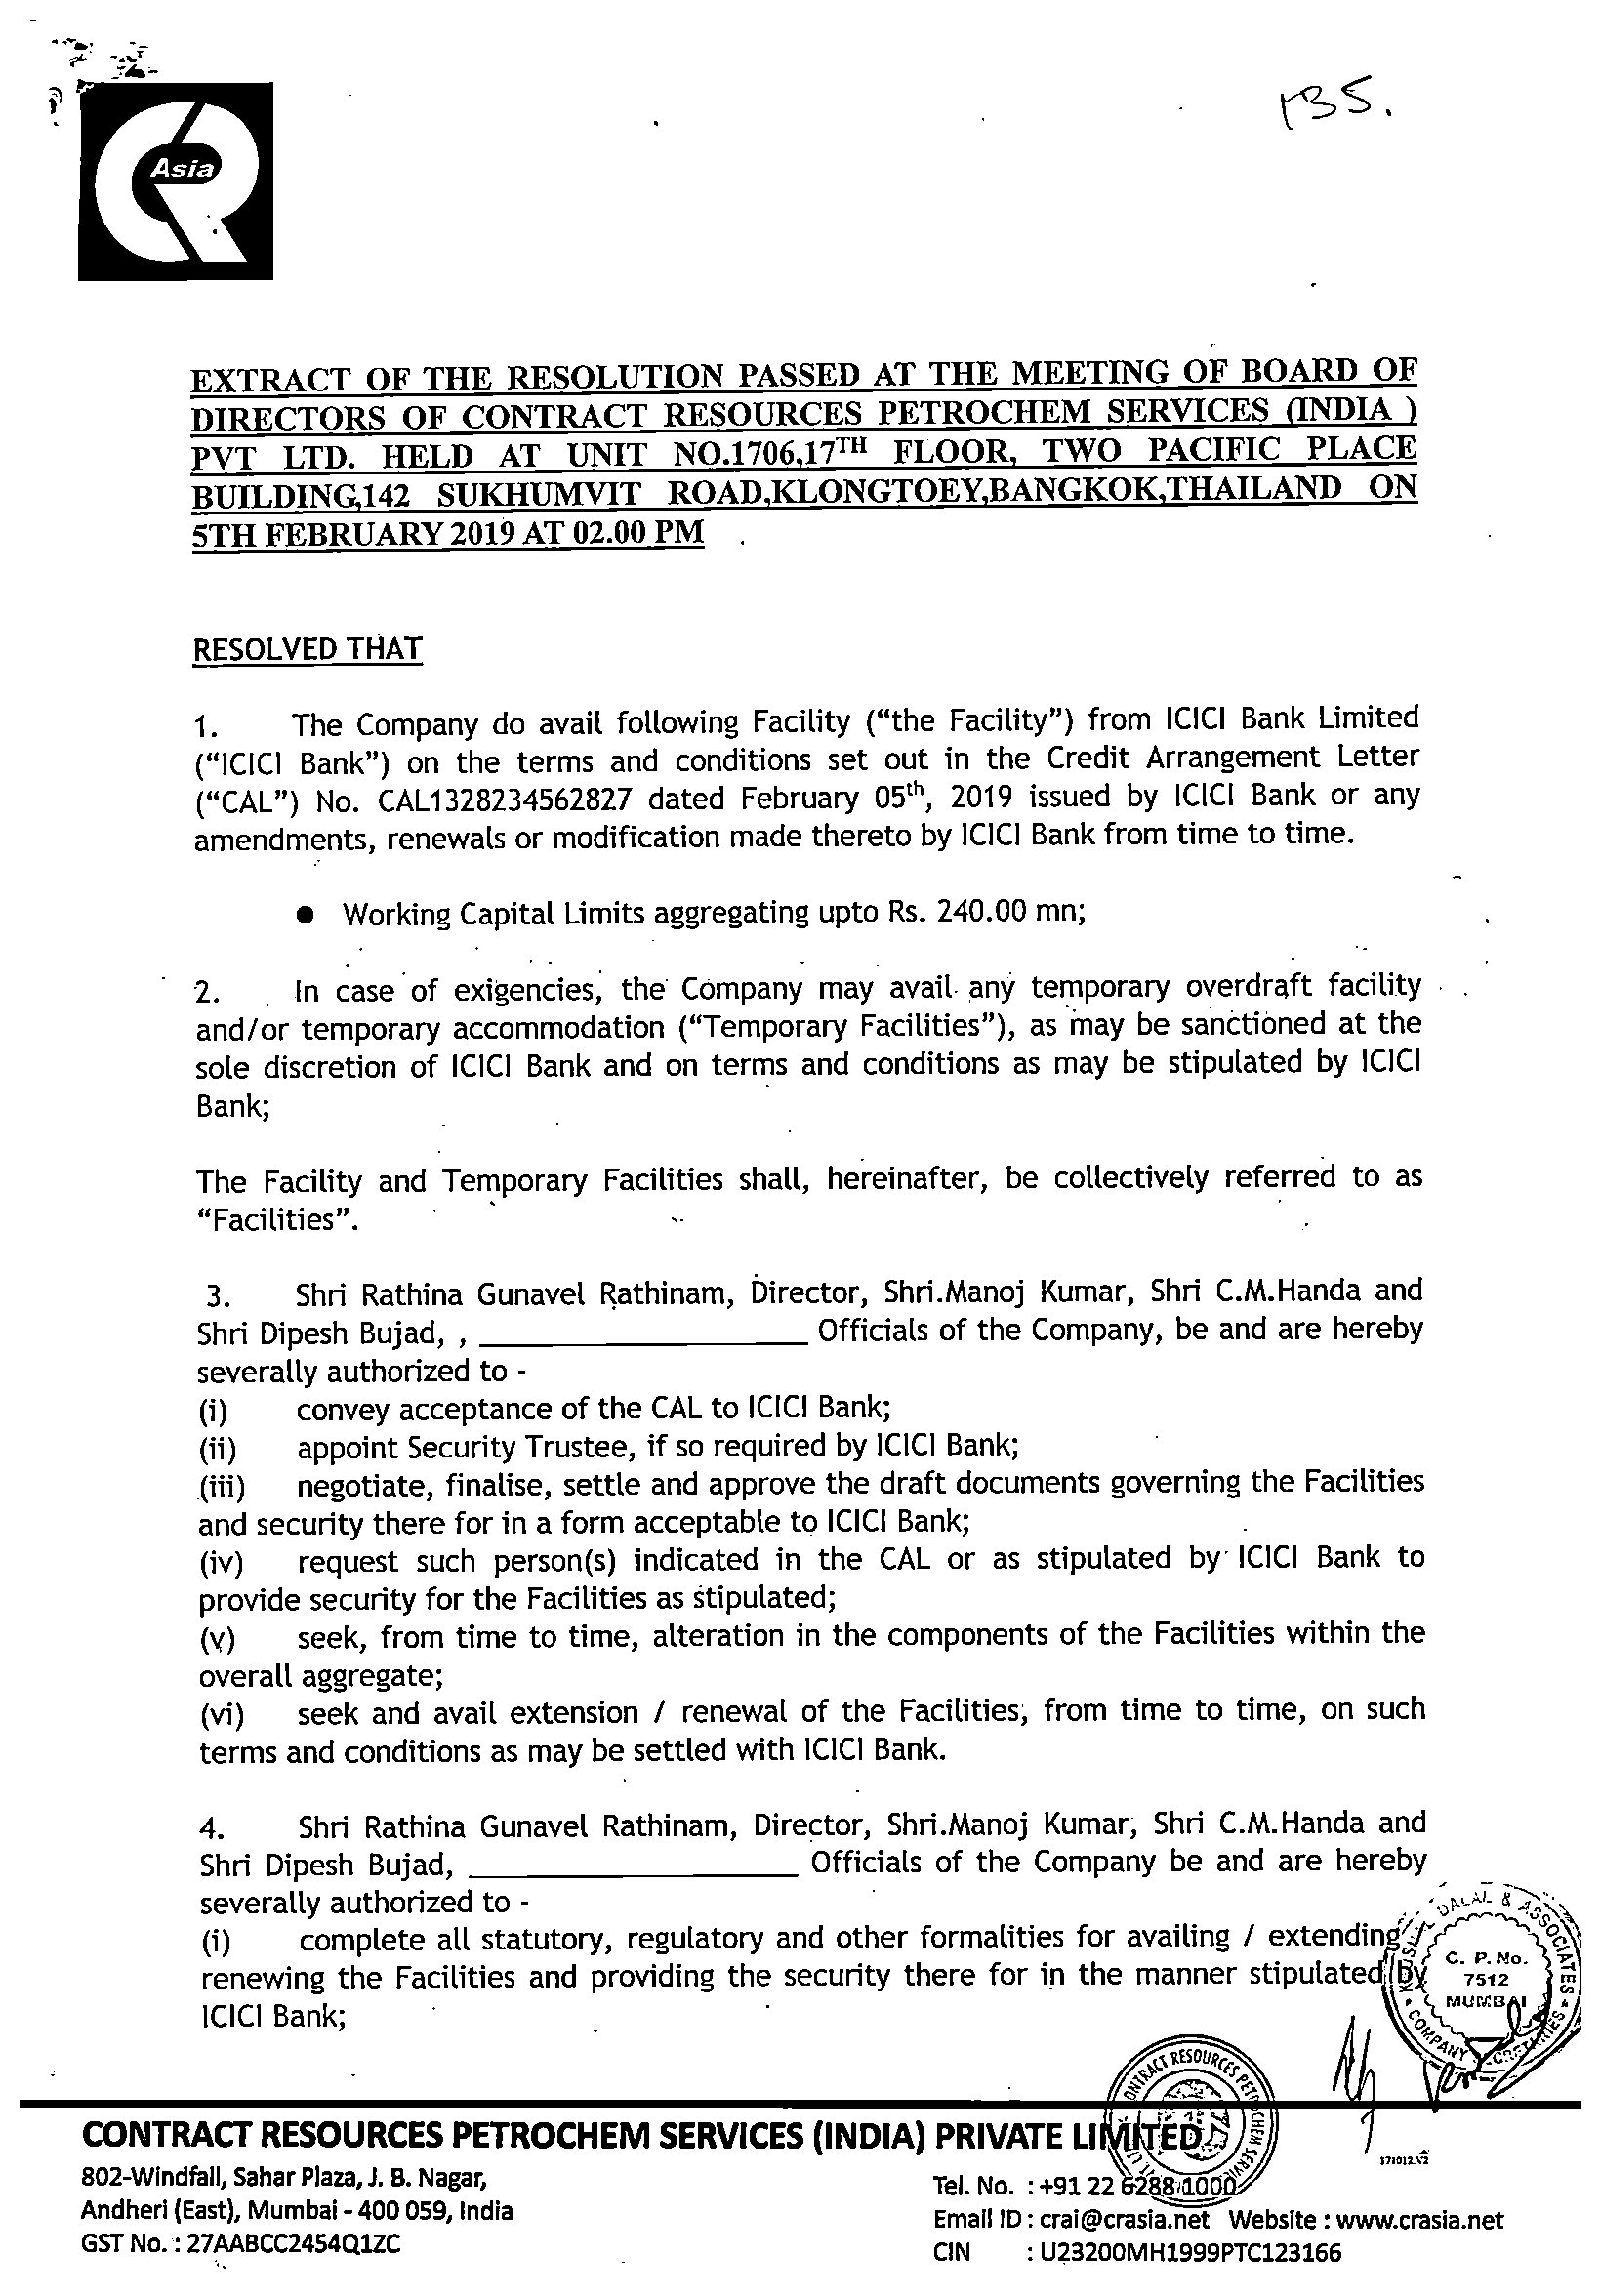 135.
Asia
EXTRACT OF THE RESOLUTION PASSED AT THE MEETING OF BOARD OF
DIRECTORS OF CONTRACT RESOURCES PETROCHEM SERVICES (INDIA )
PVT LTD. HELD AT UNIT NO.1706,17TH FLOOR, TWO PACIFIC PLACE
BUILDING,142 SUKHUMVIT ROAD,KLONGTOEY,BANGKOK,THAILAND ON
5TH FEBRUARY 2019 AT 02.00 PM
RESOLVED THAT
1. The Company do avail following Facility (“the Facility”) from ICICI Bank Limited
(“ICICI Bank”) on the terms and conditions set out in the Credit Arrangement Letter
(“CAL”) No. CAL1328234562827 dated February 05th, 2019 issued by ICICI Bank or any
amendments, renewals or modification made thereto by ICICI Bank from time to time.
● Working Capital Limits aggregating upto Rs. 240.00 mn;
2. In case of exigencies, the Company may avail any temporary overdraft facility
and/or temporary accommodation (“Temporary Facilities”), as may be sanctioned at the
sole discretion of ICICI Bank and on terms and conditions as may be stipulated by ICICI
Bank;
The Facility and Temporary Facilities shall, hereinafter, be collectively referred to as
“Facilities”.
3. Shri Rathina Gunavel Rathinam, Director, Shri.Manoj Kumar, Shri C.M.Handa and
Shri Dipesh Bujad, , ____________________ Officials of the Company, be and are hereby
severally authorized to -
(i) convey acceptance of the CAL to ICICI Bank;
(ii) appoint Security Trustee, if so required by ICICI Bank;
(iii) negotiate, finalise, settle and approve the draft documents governing the Facilities
and security there for in a form acceptable to ICICI Bank;
(iv) request such person(s) indicated in the CAL or as stipulated by ICICI Bank to
provide security for the Facilities as stipulated;
(v) seek, from time to time, alteration in the components of the Facilities within the
overall aggregate;
(vi) seek and avail extension / renewal of the Facilities, from time to time, on such
terms and conditions as may be settled with ICICI Bank.
4. Shri Rathina Gunavel Rathinam, Director, Shri.Manoj Kumar, Shri C.M.Handa and
Shri Dipesh Bujad, ____________________ Officials of the Company be and are hereby
severally authorized to -
(i) complete all statutory, regulatory and other formalities for availing / extending
renewing the Facilities and providing the security there for in the manner stipulated by
ICICI Bank;
DALAL & ASSOCIATES
COMPANY
C. P. No.
7512
MUMBAI
CONTRACT RESOURCES PETROCHEM
CONTRACT RESOURCES PETROCHEM SERVICES (INDIA) PRIVATE LIMITED
802-Windfall, Sahar Plaza, J. B. Nagar,
Andheri (East), Mumbai - 400 059, India
GST No. : 27AABCC2454Q1ZC
Tel. No. : +91 22 6288 1000
Email ID : crai@crasia.net Website : www.crasia.net
CIN : U23200MH1999PTC123166